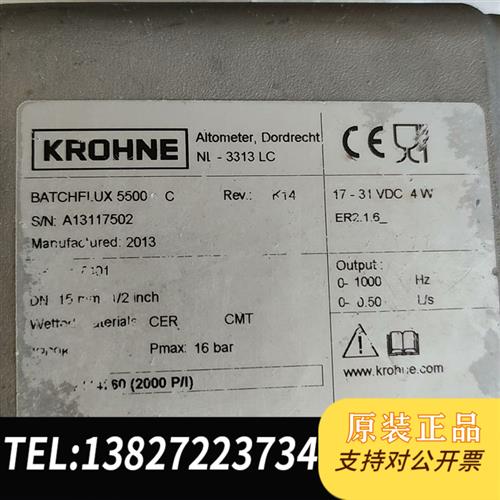 KROHNE
Altometer, Dordrecht
NL - 3313 LC
CE
BATCHFLUX 5500 C Rev.: K14
S/N: A13117502
Manufactured: 2013
17 - 31 VDC 4 W
ER2.1.6_
DN 15 mm 1/2 inch
Wetted materials CER CMT
Pmax: 16 bar
60 (2000 P/l)
Output:
0- 1000 Hz
0- 0.50 L/s
www.krohne.com
TEL:13827223734
原装正品
支持对公开票